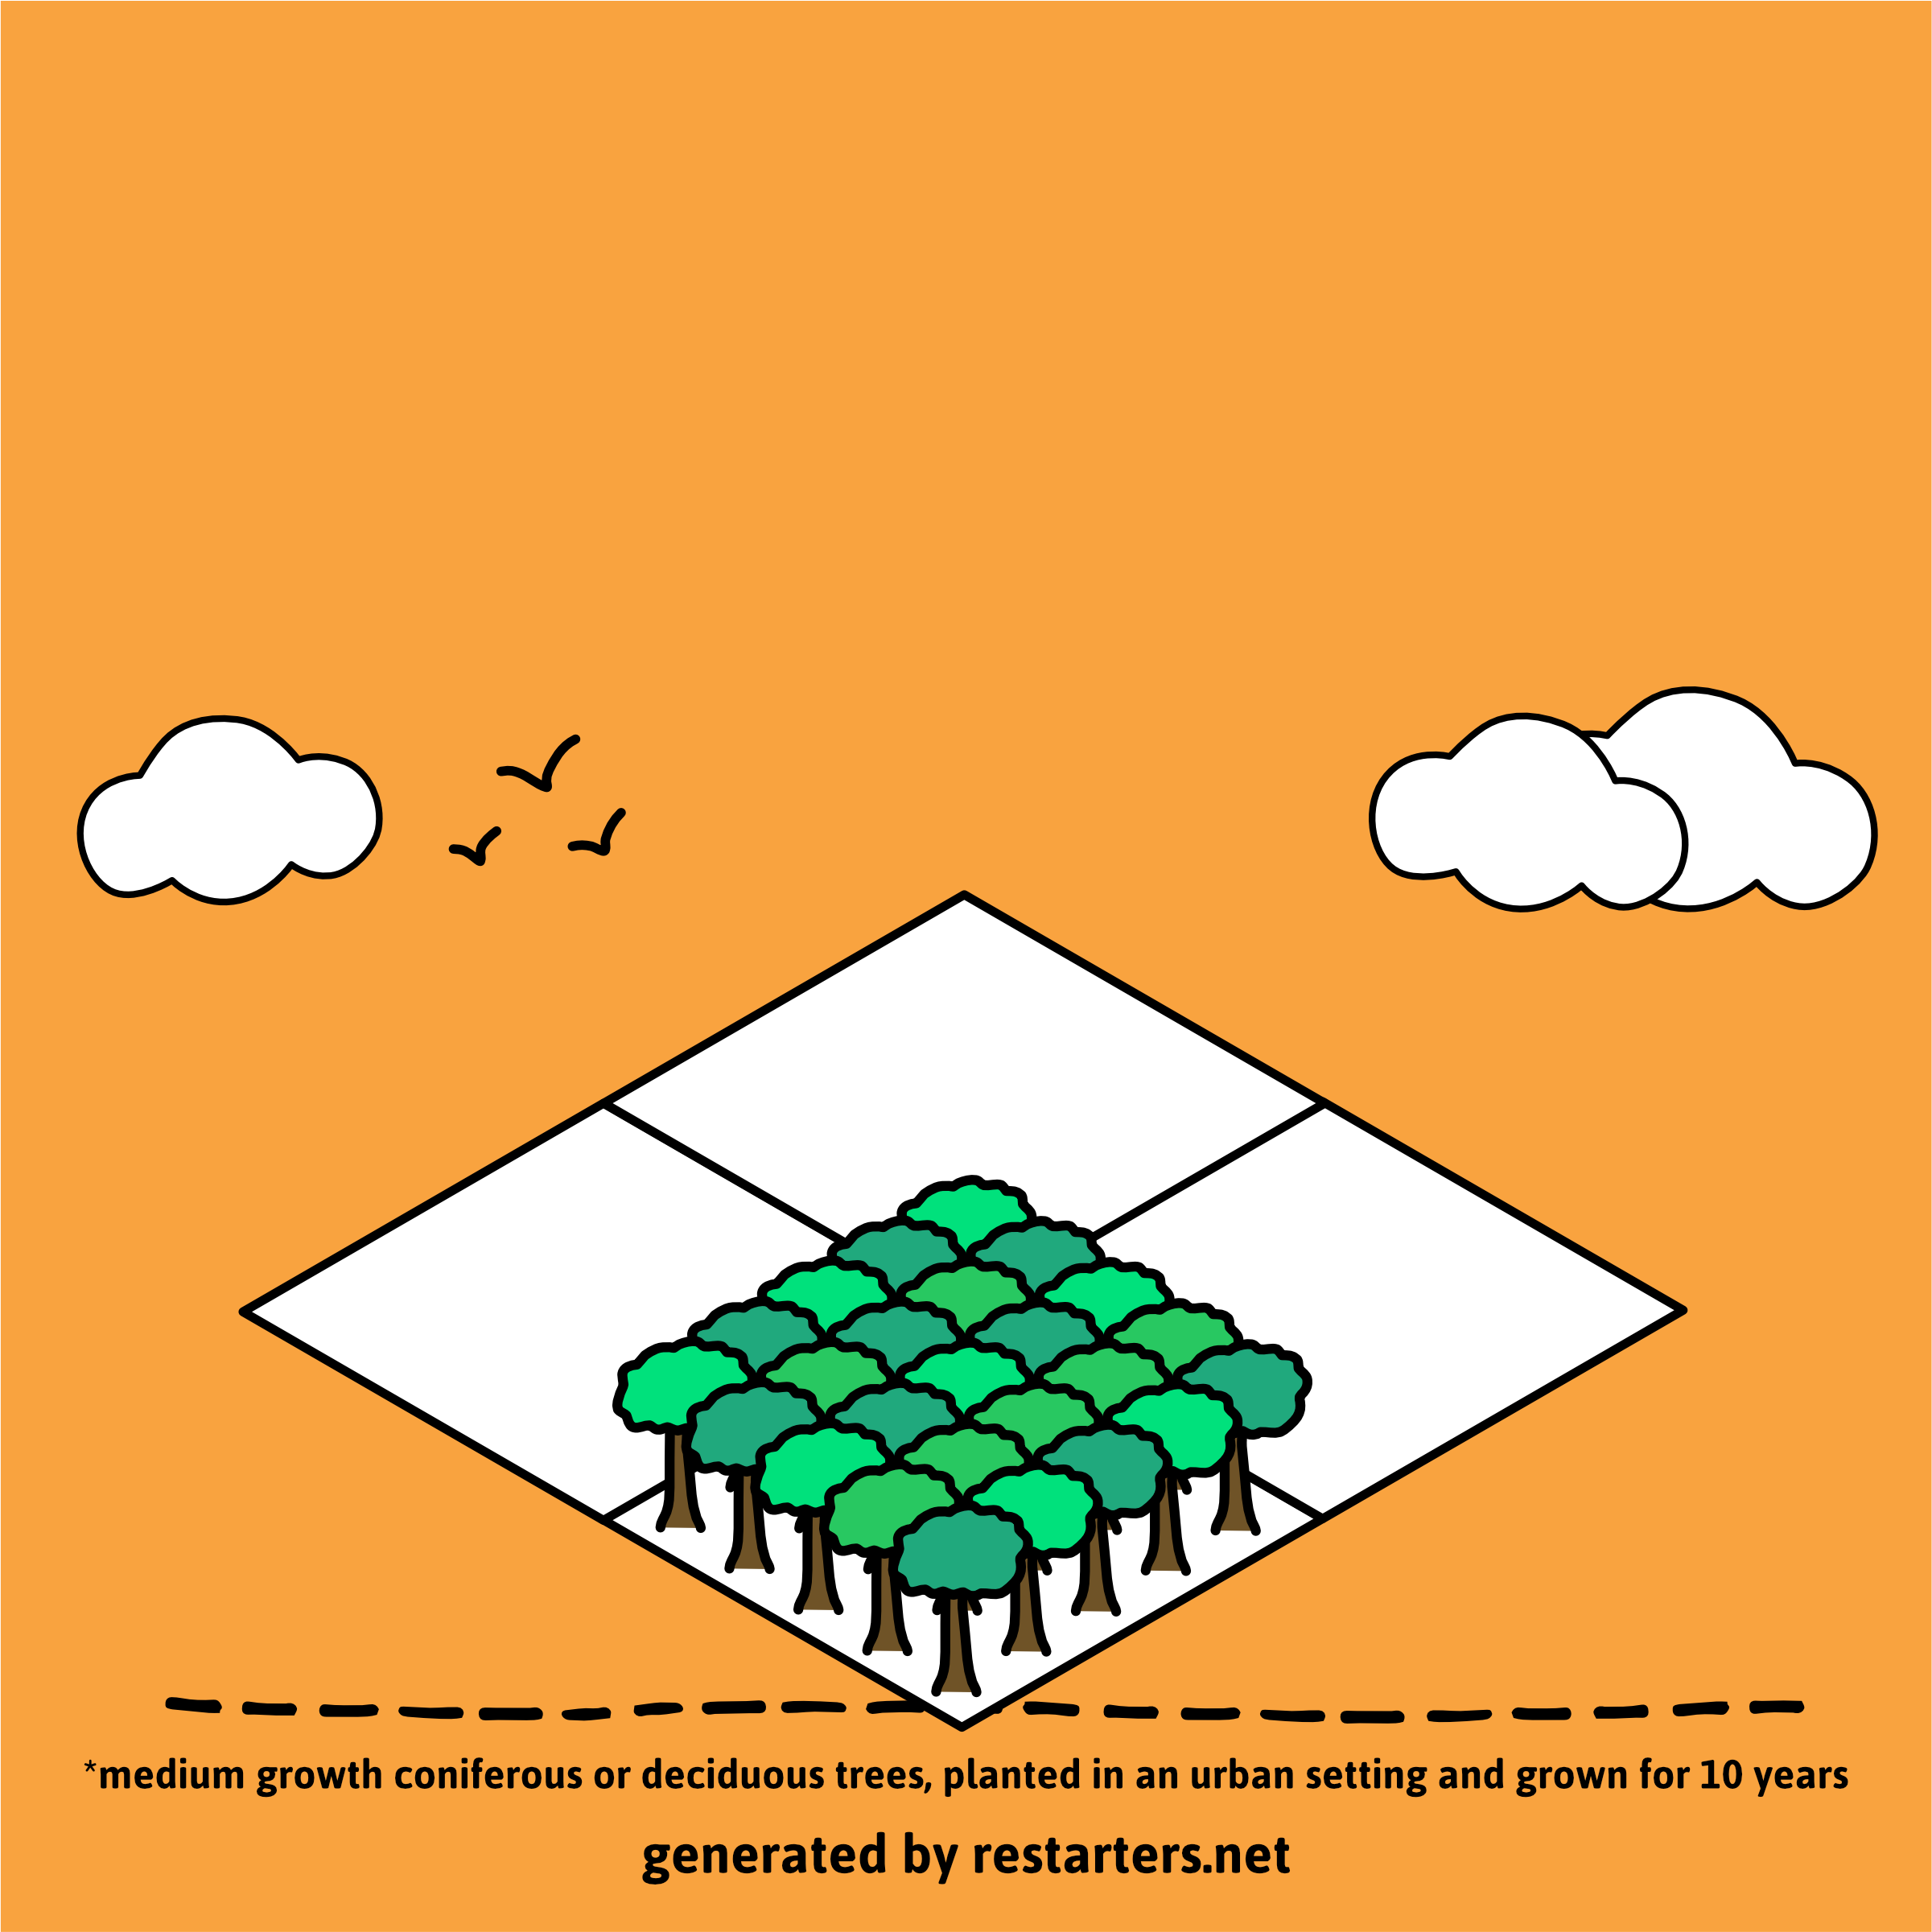 *medium growth coniferous or deciduous trees, planted in an urban setting and grown for 10 years
generated by restarters.net